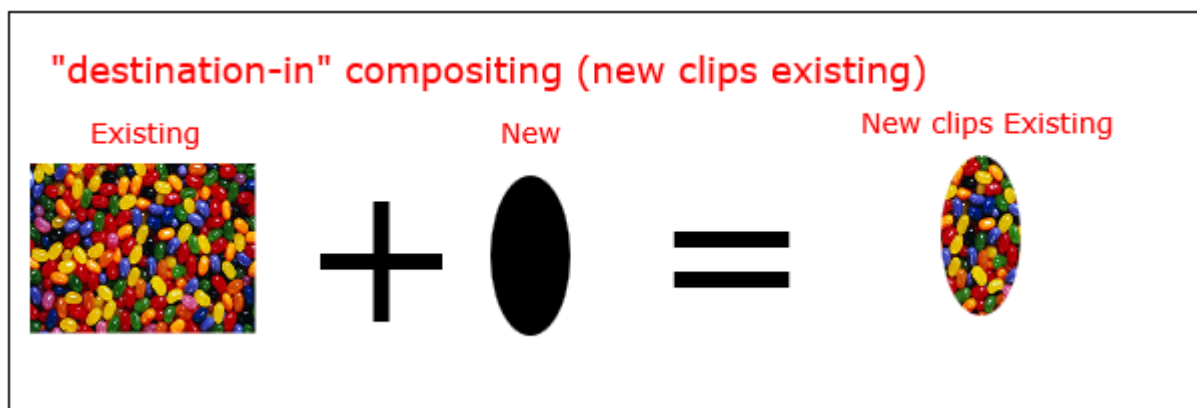 "destination-in" compositing (new clips existing)
Existing
New
New clips Existing